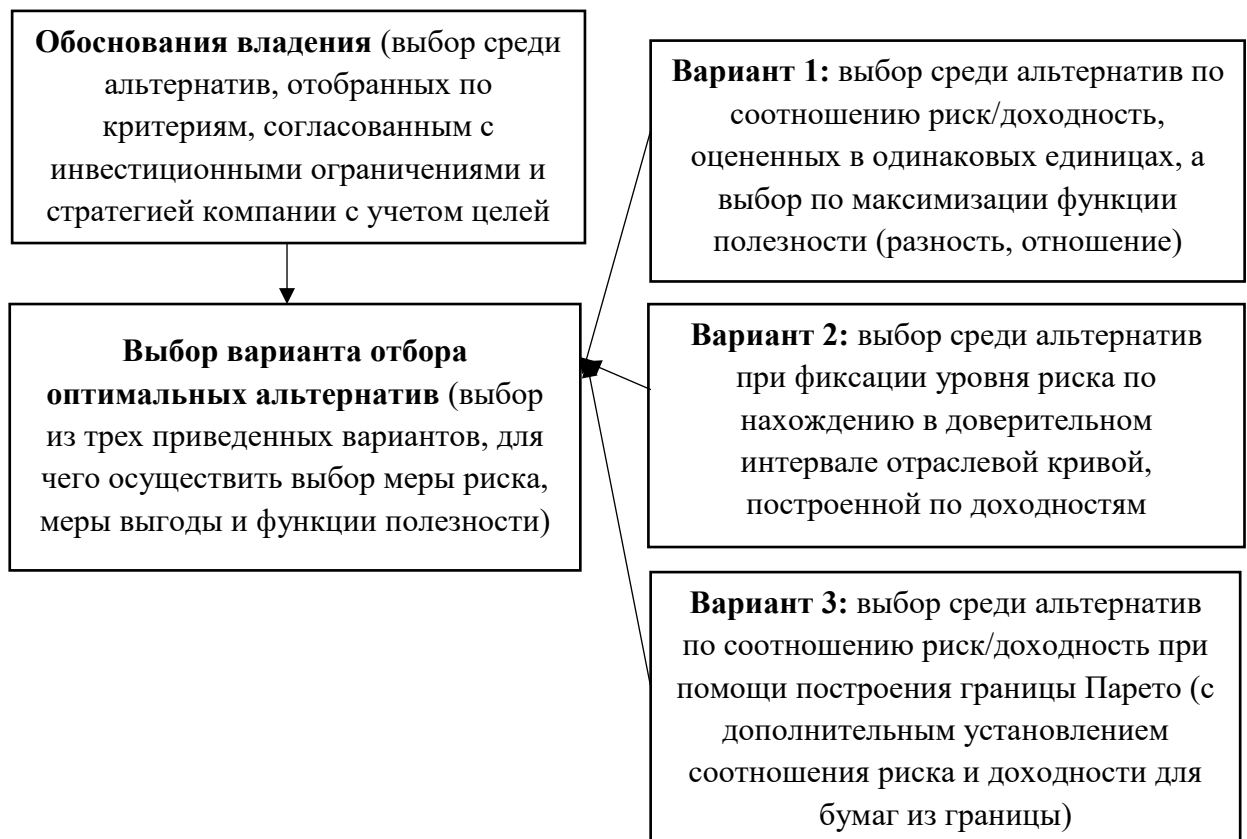 Обоснования владения (выбор среди
альтернатив, отобранных по
критериям, согласованным с
инвестиционными ограничениями и
стратегией компании с учетом целей
Выбор варианта отбора
оптимальных альтернатив (выбор
из трех приведенных вариантов, для
чего осуществить выбор меры риска,
меры выгоды и функции полезности)
Вариант 1: выбор среди альтернатив по
соотношению риск/доходность,
оцененных в одинаковых единицах, а
выбор по максимизации функции
полезности (разность, отношение)
Вариант 2: выбор среди альтернатив
при фиксации уровня риска по
нахождению в доверительном
интервале отраслевой кривой,
построенной по доходностям
Вариант 3: выбор среди альтернатив
по соотношению риск/доходность при
помощи построения границы Парето (с
дополнительным установлением
соотношения риска и доходности для
бумаг из границы)